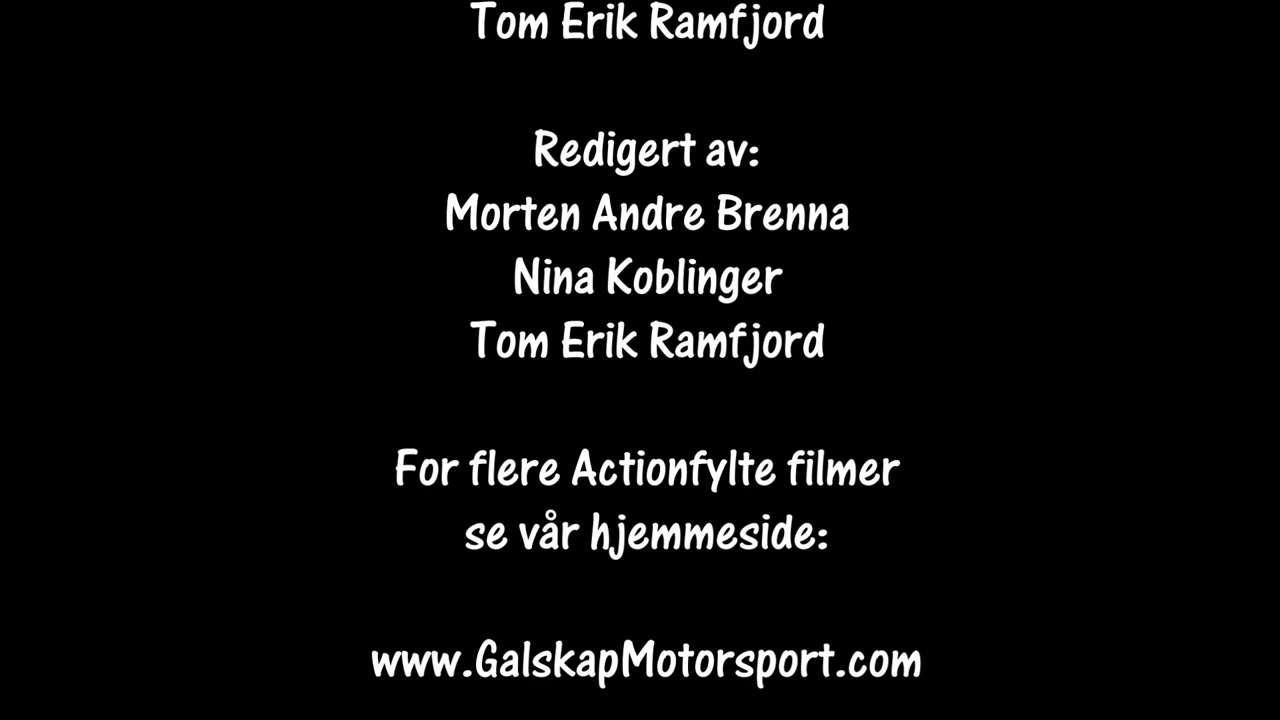 Tom Erik Ramfjord
Redigert av:
Morten Andre Brenna
Nina Koblinger
Tom Erik Ramfjord
For flere Actionfylte filmer
se vår hjemmeside:
www.GalskapMotorsport.com